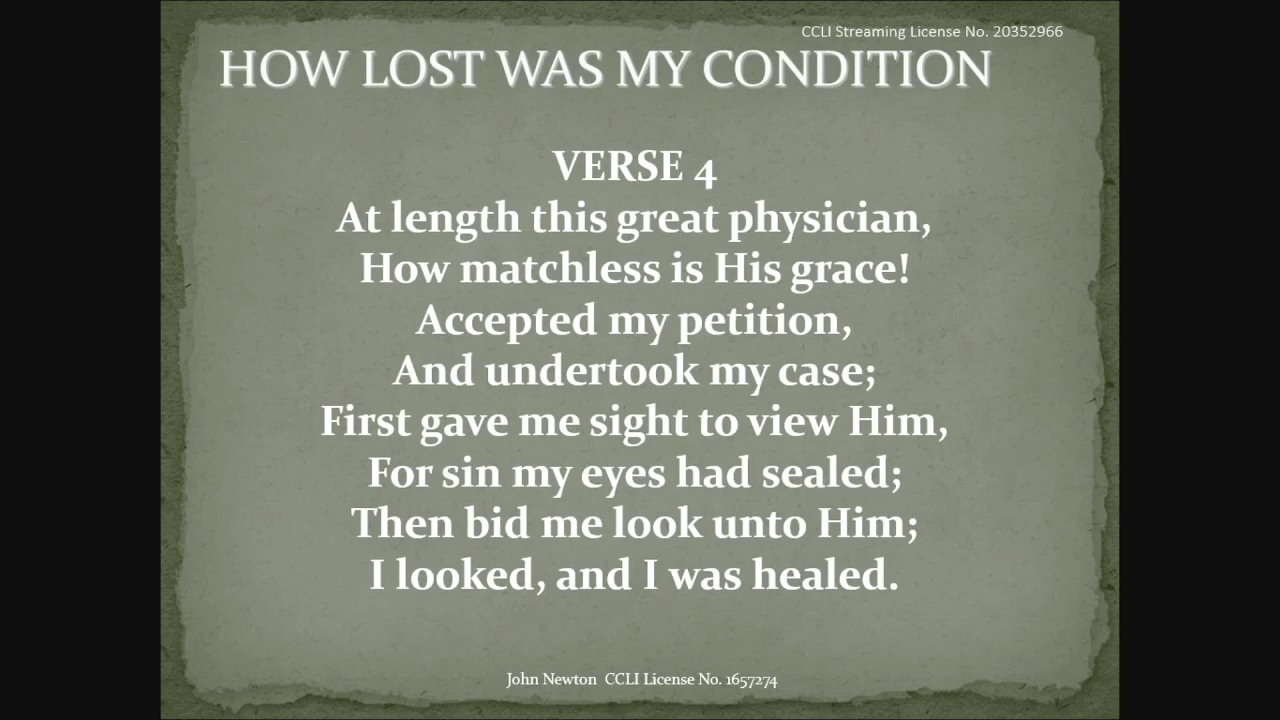 CCLI Streaming License No. 20352966
HOW LOST WAS MY CONDITION
VERSE 4
At length this great physician,
How matchless is His grace!
Accepted my petition,
And undertook my case;
First gave me sight to view Him,
For sin my eyes had sealed;
Then bid me look unto Him;
I looked, and I was healed.
John Newton  CCLI License No. 1657274